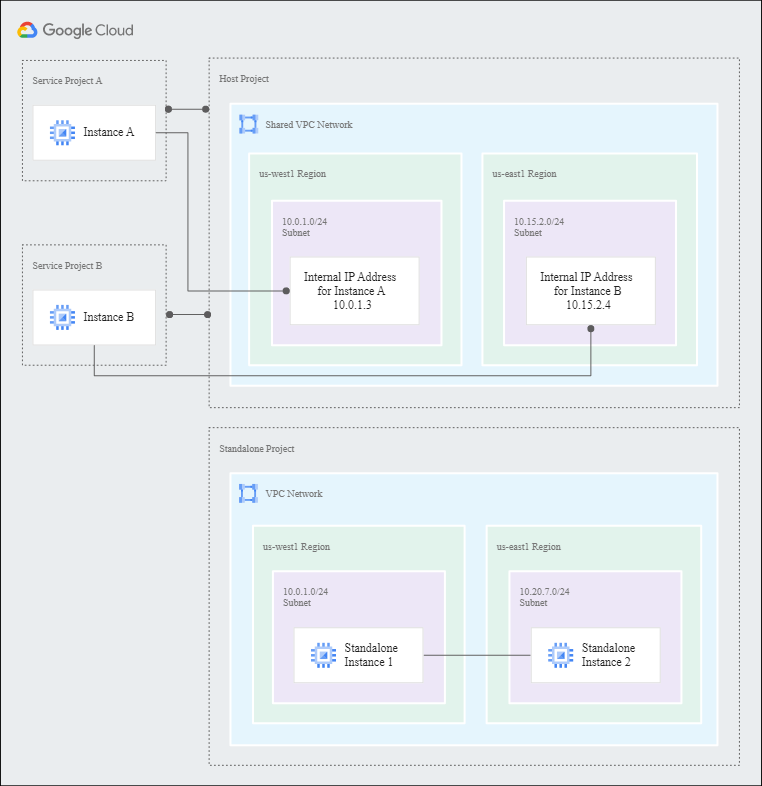 Google Cloud
Service Project A
Instance A
Host Project
Shared VPC Network
us-west1 Region
10.0.1.0/24
Subnet
Internal IP Address
for Instance A
10.0.1.3
us-east1 Region
10.15.2.0/24
Subnet
Internal IP Address
for Instance B
10.15.2.4
Service Project B
Instance B
Standalone Project
VPC Network
us-west1 Region
10.0.1.0/24
Subnet
Standalone
Instance 1
us-east1 Region
10.20.7.0/24
Subnet
Standalone
Instance 2